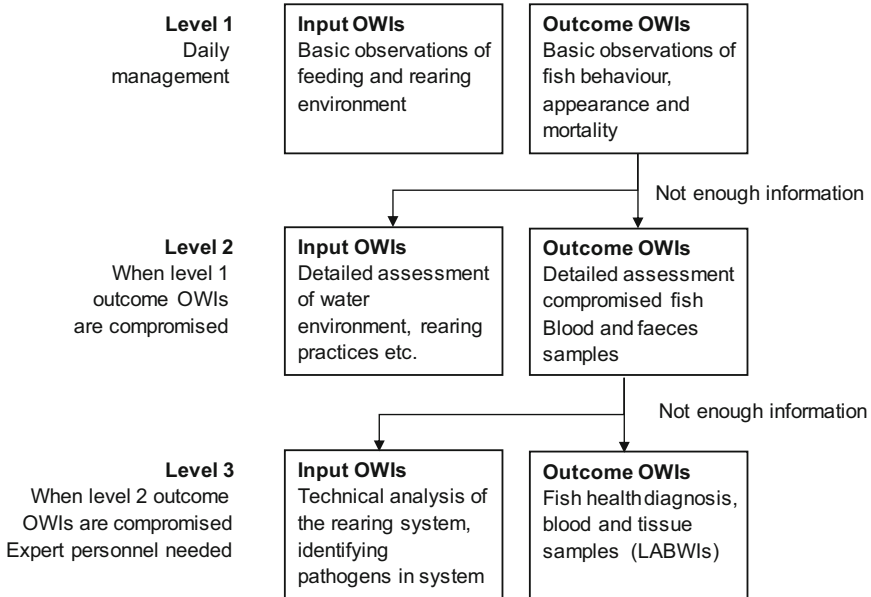 Level 1
Daily
management
Input OWIs
Basic observations of
feeding and rearing
environment
Outcome OWIs
Basic observations of
fish behaviour,
appearance and
mortality
Not enough information
Level 2
When level 1
outcome OWIs
are compromised
Input OWIs
Detailed assessment
of water
environment, rearing
practices etc.
Outcome OWIs
Detailed assessment
compromised fish
Blood and faeces
samples
Not enough information
Level 3
When level 2 outcome
OWIs are compromised
Expert personnel needed
Input OWIs
Technical analysis of
the rearing system,
identifying
pathogens in system
Outcome OWIs
Fish health diagnosis,
blood and tissue
samples (LABWIs)